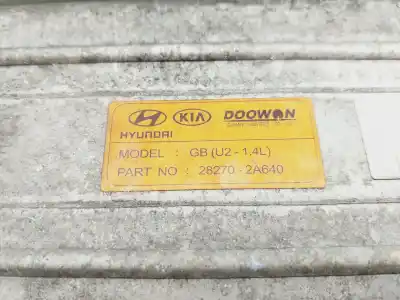 KIA DOOWON
HYUNDAI
MODEL : GB (U2 - 1,4L)
PART NO : 28270 - 2A640